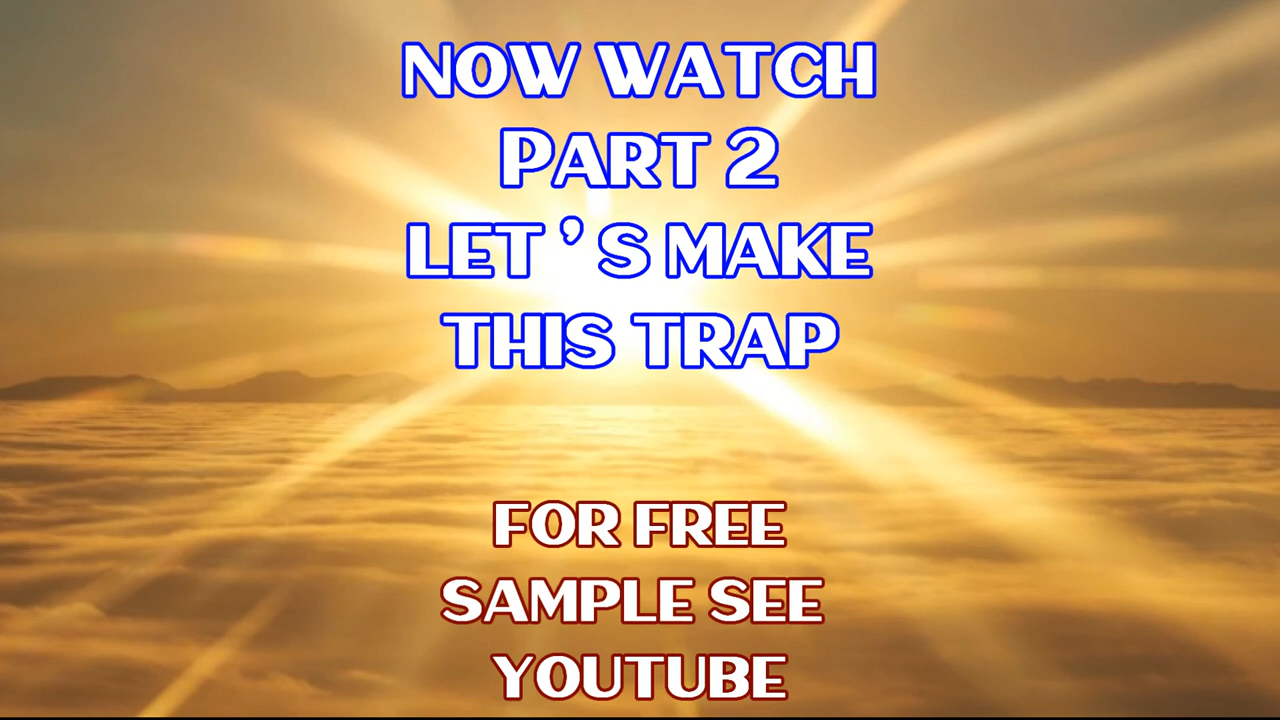 NOW WATCH
PART 2
LET'S MAKE
THIS TRAP
FOR FREE
SAMPLE SEE
YOUTUBE